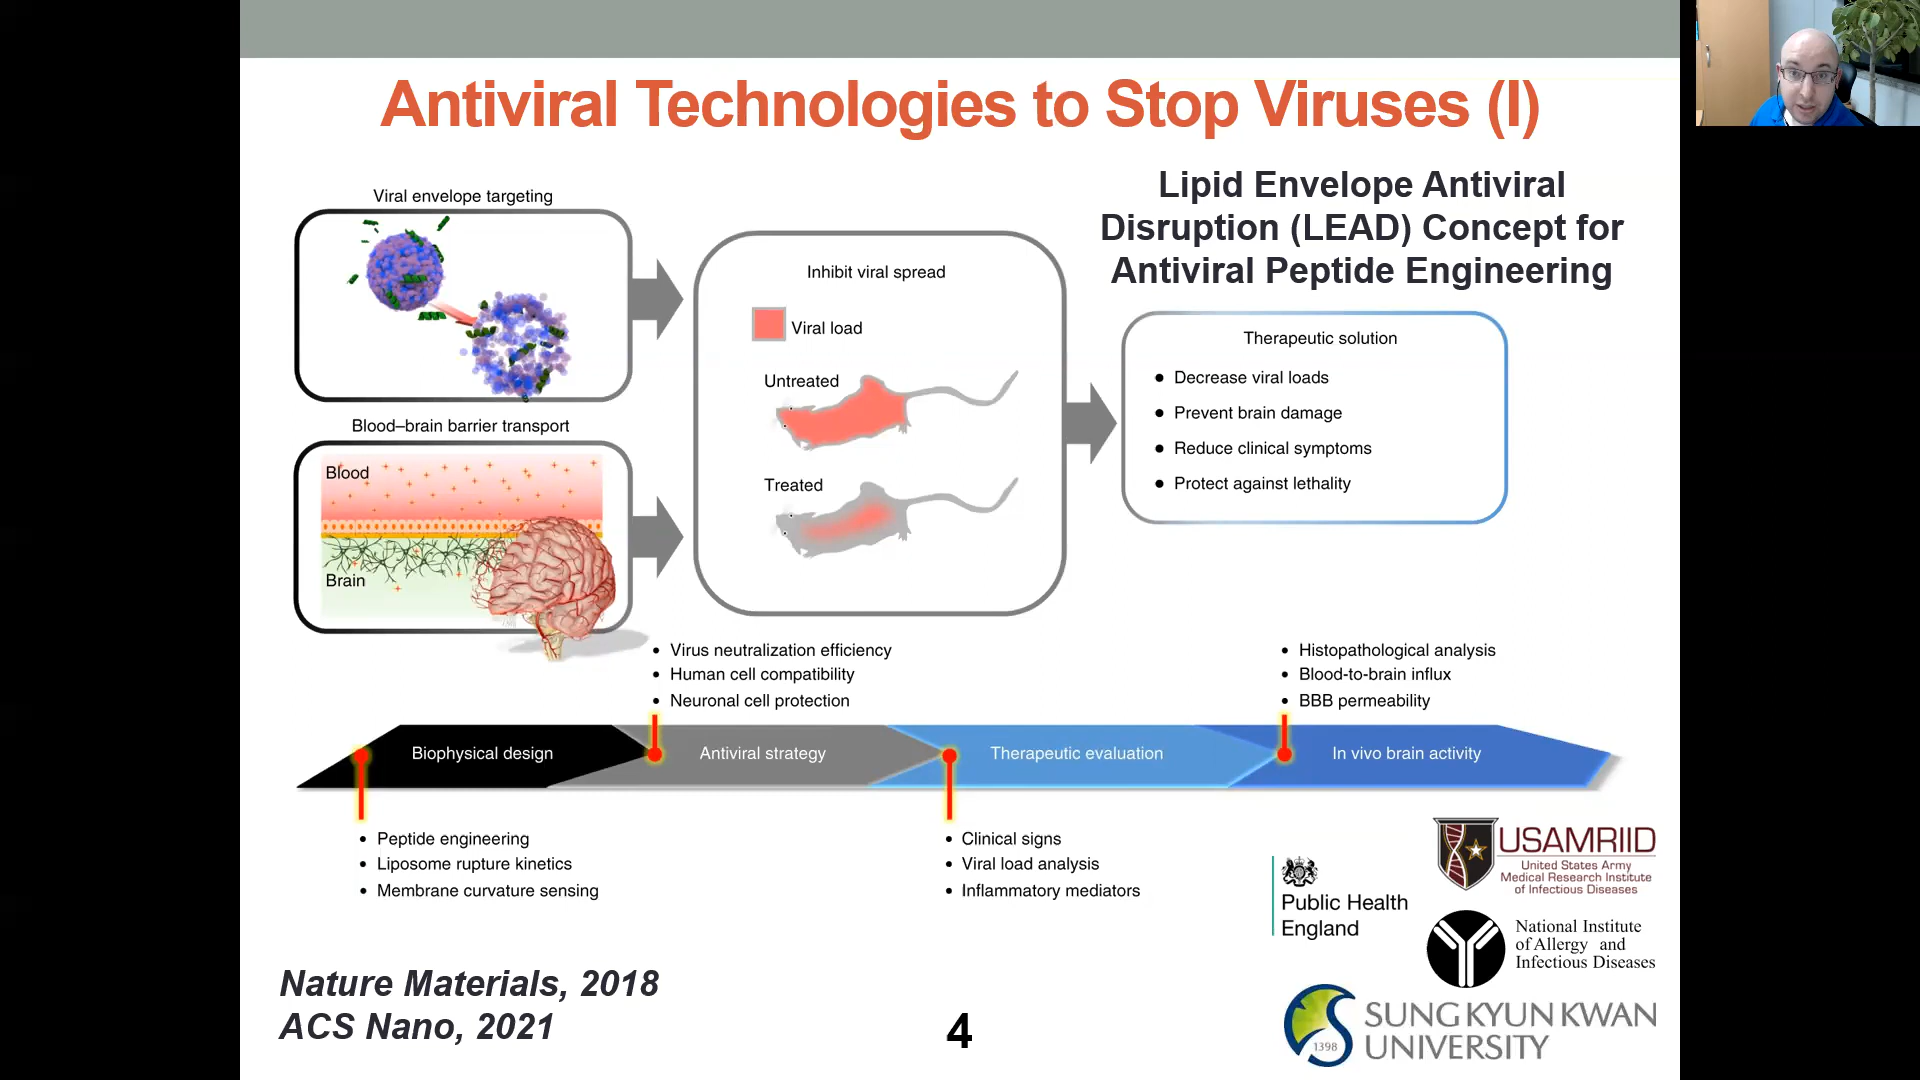 Antiviral Technologies to Stop Viruses (I)
Viral envelope targeting
Blood–brain barrier transport
Blood
Brain
Inhibit viral spread
Viral load
Untreated
Treated
Lipid Envelope Antiviral
Disruption (LEAD) Concept for
Antiviral Peptide Engineering
Therapeutic solution
● Decrease viral loads
● Prevent brain damage
● Reduce clinical symptoms
● Protect against lethality
• Virus neutralization efficiency
• Human cell compatibility
• Neuronal cell protection
• Histopathological analysis
• Blood-to-brain influx
• BBB permeability
Biophysical design
Antiviral strategy
Therapeutic evaluation
In vivo brain activity
• Peptide engineering
• Liposome rupture kinetics
• Membrane curvature sensing
• Clinical signs
• Viral load analysis
• Inflammatory mediators
Public Health
England
USAMRIID
United States Army
Medical Research Institute
of Infectious Diseases
National Institute
of Allergy and
Infectious Diseases
1398
SUNGKYUNKWAN
UNIVERSITY
Nature Materials, 2018
ACS Nano, 2021
4